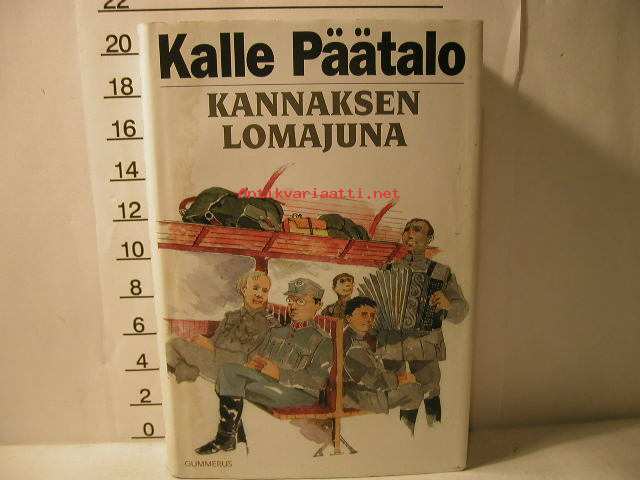 22
20
18
16
14
12
10
8
6
4
2
0
Kalle Päätalo
KANNAKSEN
LOMAJUNA
antikvariaatti.net
GUMMERUS